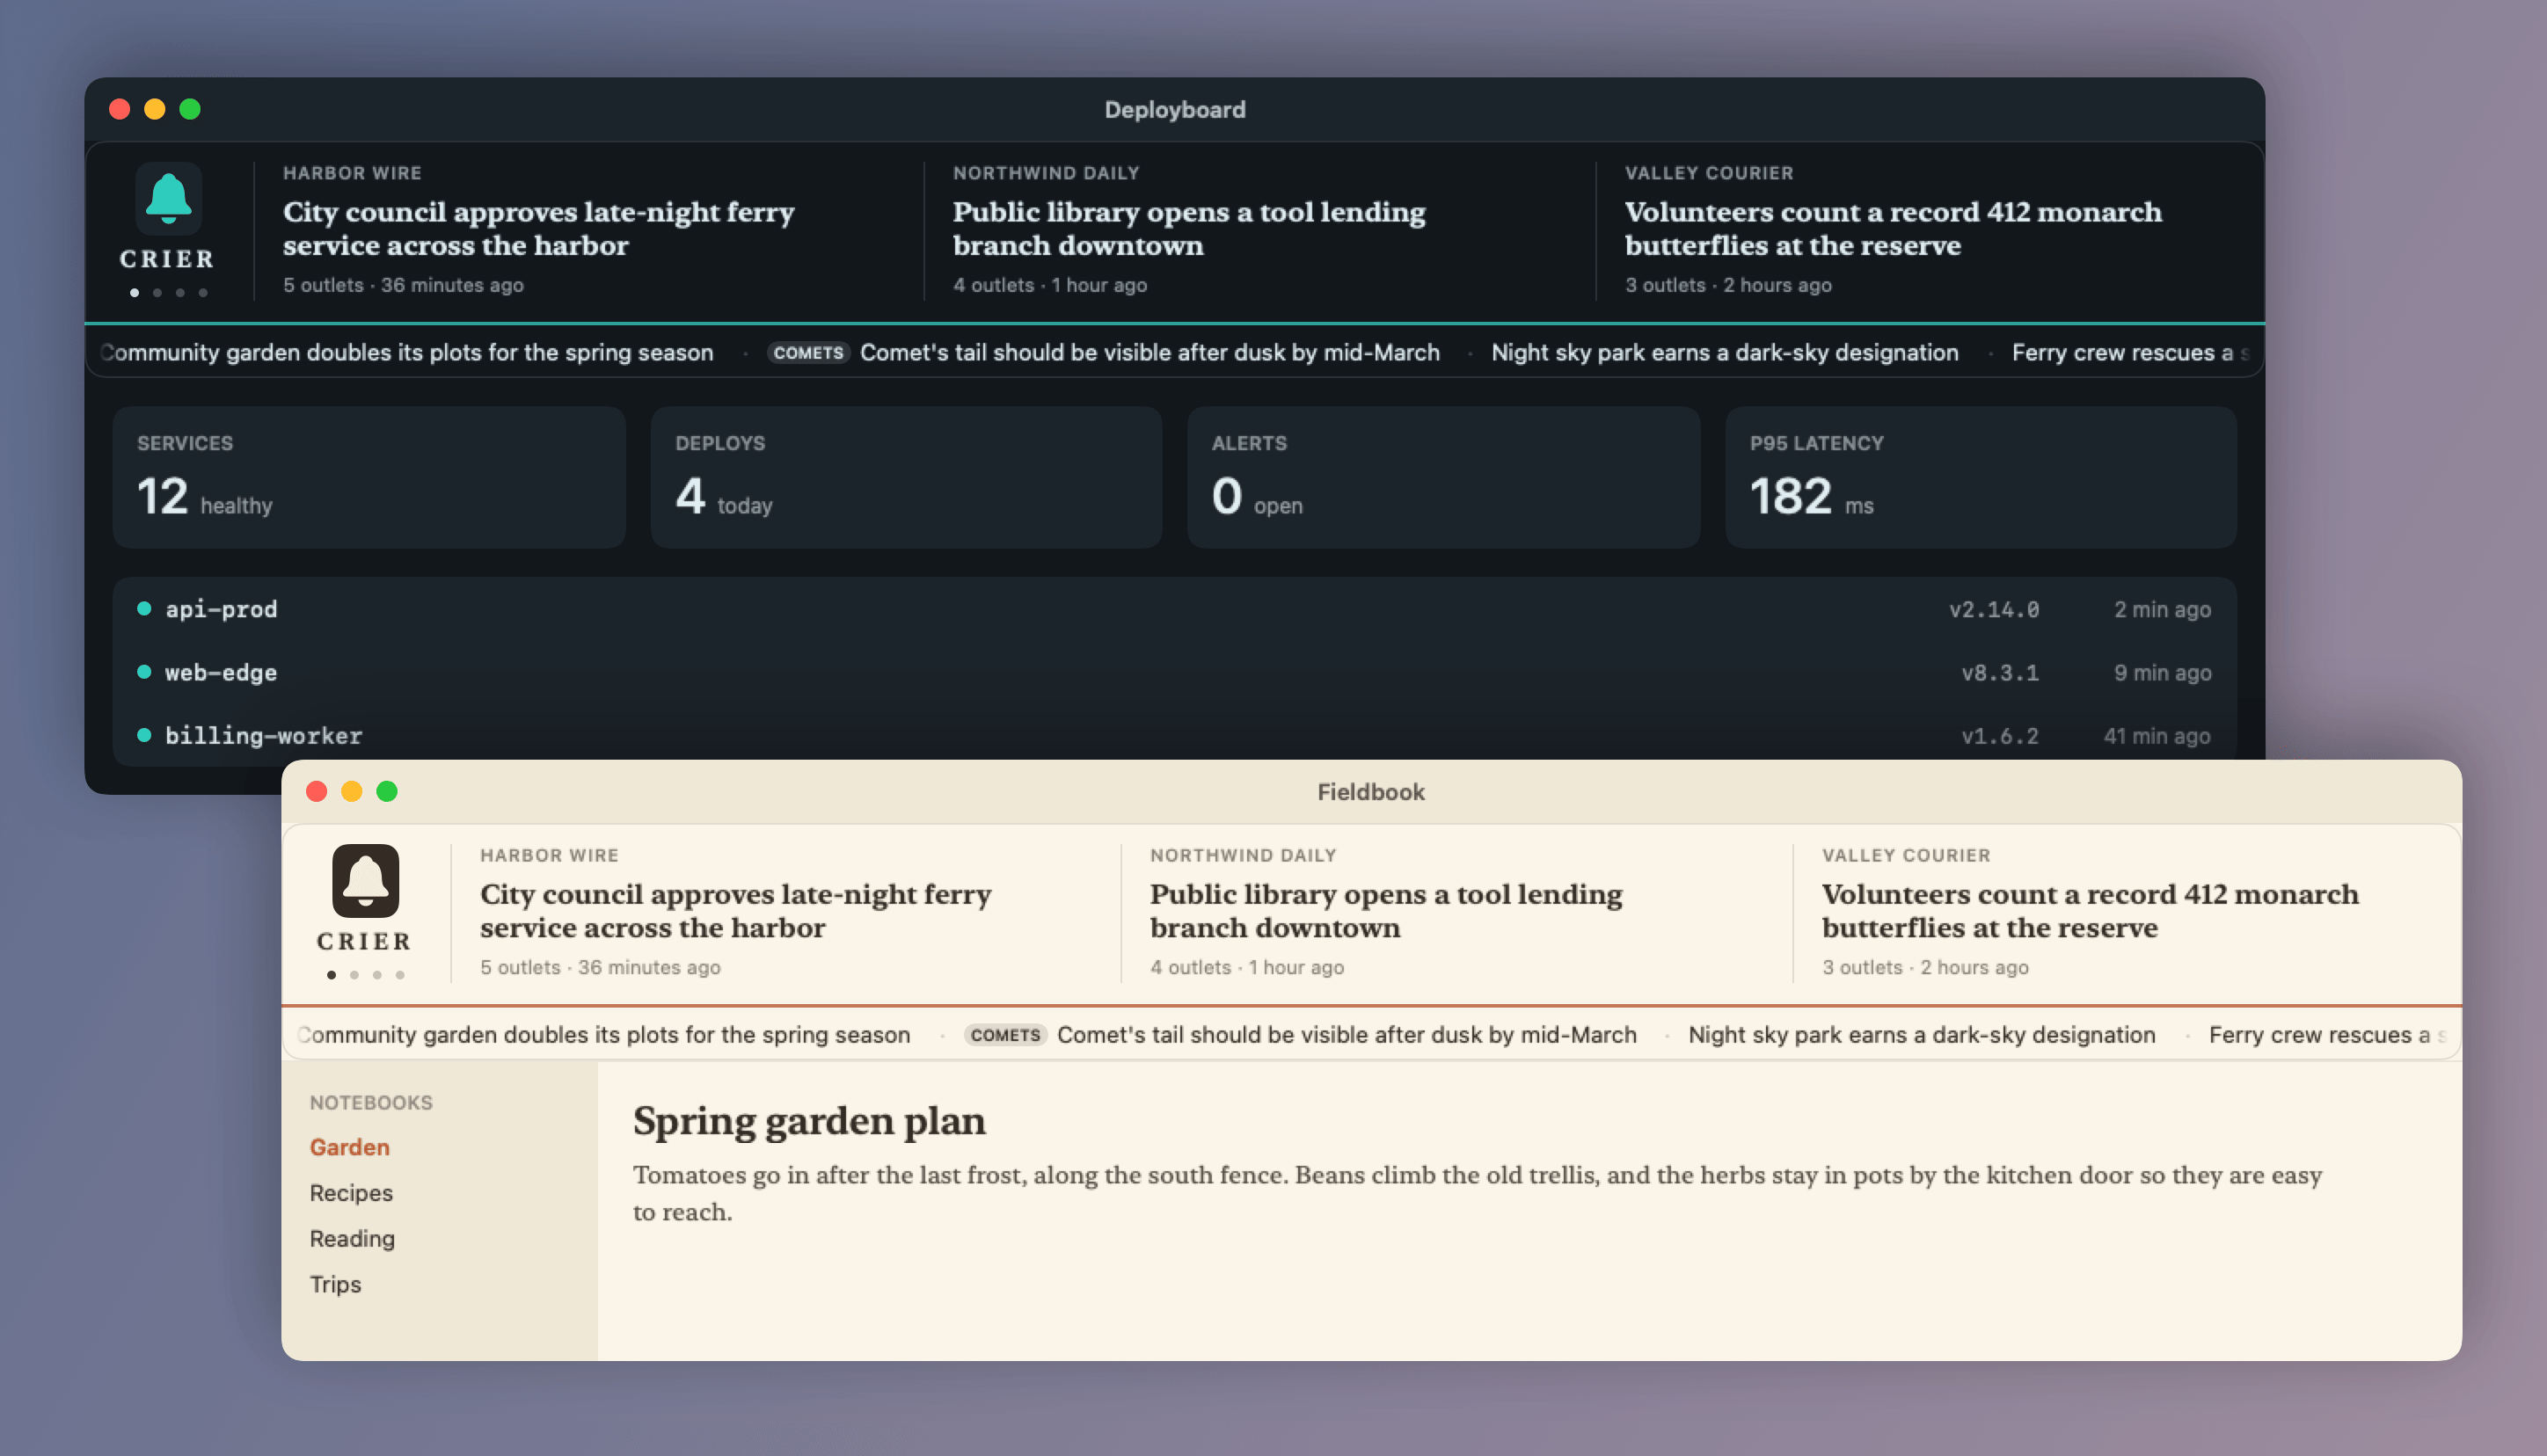 Deployboard
CRIER
HARBOR WIRE
City council approves late-night ferry
service across the harbor
5 outlets · 36 minutes ago
NORTHWIND DAILY
Public library opens a tool lending
branch downtown
4 outlets · 1 hour ago
VALLEY COURIER
Volunteers count a record 412 monarch
butterflies at the reserve
3 outlets · 2 hours ago
Community garden doubles its plots for the spring season · COMETS Comet's tail should be visible after dusk by mid-March · Night sky park earns a dark-sky designation · Ferry crew rescues a s
SERVICES
12 healthy
DEPLOYS
4 today
ALERTS
0 open
P95 LATENCY
182 ms
api-prod v2.14.0 2 min ago
web-edge v8.3.1 9 min ago
billing-worker v1.6.2 41 min ago
Fieldbook
CRIER
HARBOR WIRE
City council approves late-night ferry
service across the harbor
5 outlets · 36 minutes ago
NORTHWIND DAILY
Public library opens a tool lending
branch downtown
4 outlets · 1 hour ago
VALLEY COURIER
Volunteers count a record 412 monarch
butterflies at the reserve
3 outlets · 2 hours ago
Community garden doubles its plots for the spring season · COMETS Comet's tail should be visible after dusk by mid-March · Night sky park earns a dark-sky designation · Ferry crew rescues a s
NOTEBOOKS
Garden
Recipes
Reading
Trips
Spring garden plan
Tomatoes go in after the last frost, along the south fence. Beans climb the old trellis, and the herbs stay in pots by the kitchen door so they are easy
to reach.